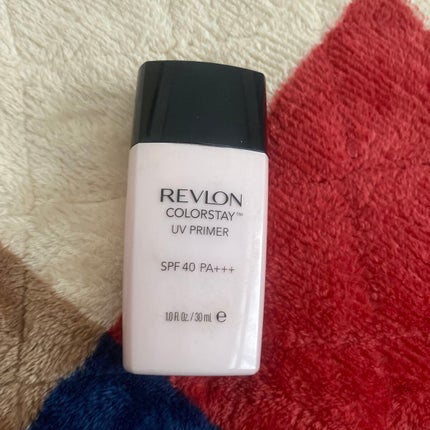 REVLON
COLORSTAY™
UV PRIMER
SPF 40 PA+++
1.0 Fl. Oz. / 30 ml. ℮